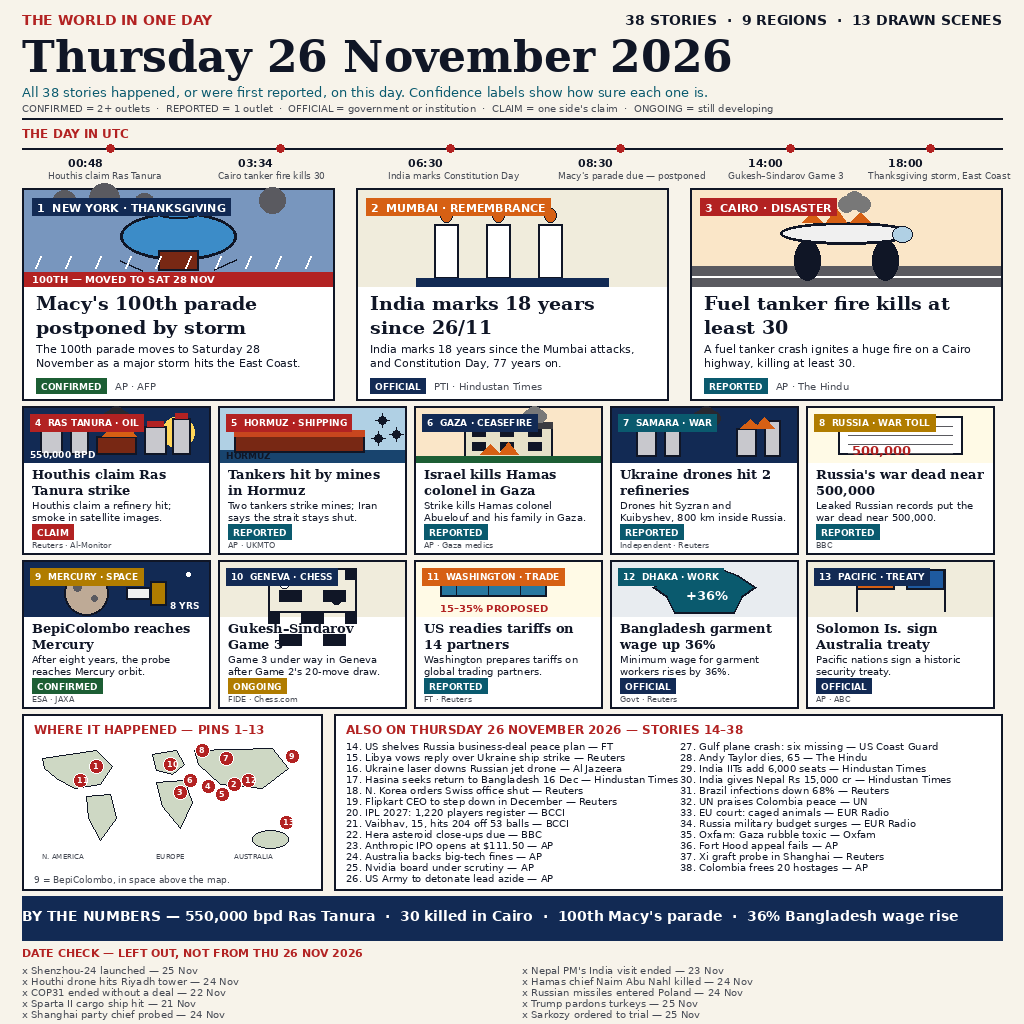 THE WORLD IN ONE DAY
38 STORIES · 9 REGIONS · 13 DRAWN SCENES
Thursday 26 November 2026
All 38 stories happened, or were first reported, on this day. Confidence labels show how sure each one is.
CONFIRMED = 2+ outlets · REPORTED = 1 outlet · OFFICIAL = government or institution · CLAIM = one side's claim · ONGOING = still developing
THE DAY IN UTC
00:48
Houthis claim Ras Tanura
03:34
Cairo tanker fire kills 30
06:30
India marks Constitution Day
08:30
Macy's parade due — postponed
14:00
Gukesh–Sindarov Game 3
18:00
Thanksgiving storm, East Coast
1 NEW YORK · THANKSGIVING
100TH — MOVED TO SAT 28 NOV
Macy's 100th parade
postponed by storm
The 100th parade moves to Saturday 28
November as a major storm hits the East Coast.
CONFIRMED AP · AFP
2 MUMBAI · REMEMBRANCE
India marks 18 years
since 26/11
India marks 18 years since the Mumbai attacks,
and Constitution Day, 77 years on.
OFFICIAL PTI · Hindustan Times
3 CAIRO · DISASTER
Fuel tanker fire kills at
least 30
A fuel tanker crash ignites a huge fire on a Cairo
highway, killing at least 30.
REPORTED AP · The Hindu
4 RAS TANURA · OIL
550,000 BPD
Houthis claim Ras
Tanura strike
Houthis claim a refinery hit;
smoke in satellite images.
CLAIM
Reuters · Al-Monitor
5 HORMUZ · SHIPPING
HORMUZ
Tankers hit by mines
in Hormuz
Two tankers strike mines; Iran
says the strait stays shut.
REPORTED
AP · UKMTO
6 GAZA · CEASEFIRE
Israel kills Hamas
colonel in Gaza
Strike kills Hamas colonel
Abuelouf and his family in Gaza.
REPORTED
AP · Gaza medics
7 SAMARA · WAR
Ukraine drones hit 2
refineries
Drones hit Syzran and
Kuibyshev, 800 km inside Russia.
REPORTED
Independent · Reuters
8 RUSSIA · WAR TOLL
500,000
Russia's war dead near
500,000
Leaked Russian records put the
war dead near 500,000.
REPORTED
BBC
9 MERCURY · SPACE
8 YRS
BepiColombo reaches
Mercury
After eight years, the probe
reaches Mercury orbit.
CONFIRMED
ESA · JAXA
10 GENEVA · CHESS
Gukesh–Sindarov
Game 3
Game 3 under way in Geneva
after Game 2's 20-move draw.
ONGOING
FIDE · Chess.com
11 WASHINGTON · TRADE
15–35% PROPOSED
US readies tariffs on
14 partners
Washington prepares tariffs on
global trading partners.
REPORTED
FT · Reuters
12 DHAKA · WORK
+36%
Bangladesh garment
wage up 36%
Minimum wage for garment
workers rises by 36%.
OFFICIAL
Govt · Reuters
13 PACIFIC · TREATY
Solomon Is. sign
Australia treaty
Pacific nations sign a historic
security treaty.
OFFICIAL
AP · ABC
WHERE IT HAPPENED — PINS 1–13
1
8
7
9
6
4
5
2
3
N. AMERICA
EUROPE
AUSTRALIA
9 = BepiColombo, in space above the map.
ALSO ON THURSDAY 26 NOVEMBER 2026 — STORIES 14–38
14. US shelves Russia business-deal peace plan — FT
15. Libya vows reply over Ukraine ship strike — Reuters
16. Ukraine laser downs Russian jet drone — Al Jazeera
17. Hasina seeks return to Bangladesh 16 Dec — Hindustan Times
18. N. Korea orders Swiss office shut — Reuters
19. Flipkart CEO to step down in December — Reuters
20. IPL 2027: 1,220 players register — BCCI
21. Vaibhav, 15, hits 204 off 53 balls — BCCI
22. Hera asteroid close-ups due — BBC
23. Anthropic IPO opens at $111.50 — AP
24. Australia backs big-tech fines — AP
25. Nvidia board under scrutiny — AP
26. US Army to detonate lead azide — AP
27. Gulf plane crash: six missing — US Coast Guard
28. Andy Taylor dies, 65 — The Hindu
29. India IITs add 6,000 seats — Hindustan Times
30. India gives Nepal Rs 15,000 cr — Hindustan Times
31. Brazil infections down 68% — Reuters
32. UN praises Colombia peace — UN
33. EU court: caged animals — EUR Radio
34. Russia military budget surges — EUR Radio
35. Oxfam: Gaza rubble toxic — Oxfam
36. Fort Hood appeal fails — AP
37. Xi graft probe in Shanghai — Reuters
38. Colombia frees 20 hostages — AP
BY THE NUMBERS — 550,000 bpd Ras Tanura · 30 killed in Cairo · 100th Macy's parade · 36% Bangladesh wage rise
DATE CHECK — LEFT OUT, NOT FROM THU 26 NOV 2026
x Shenzhou-24 launched — 25 Nov
x Houthi drone hits Riyadh tower — 24 Nov
x COP31 ended without a deal — 22 Nov
x Sparta II cargo ship hit — 21 Nov
x Shanghai party chief probed — 24 Nov
x Nepal PM's India visit ended — 23 Nov
x Hamas chief Naim Abu Nahl killed — 24 Nov
x Russian missiles entered Poland — 24 Nov
x Trump pardons turkeys — 25 Nov
x Sarkozy ordered to trial — 25 Nov